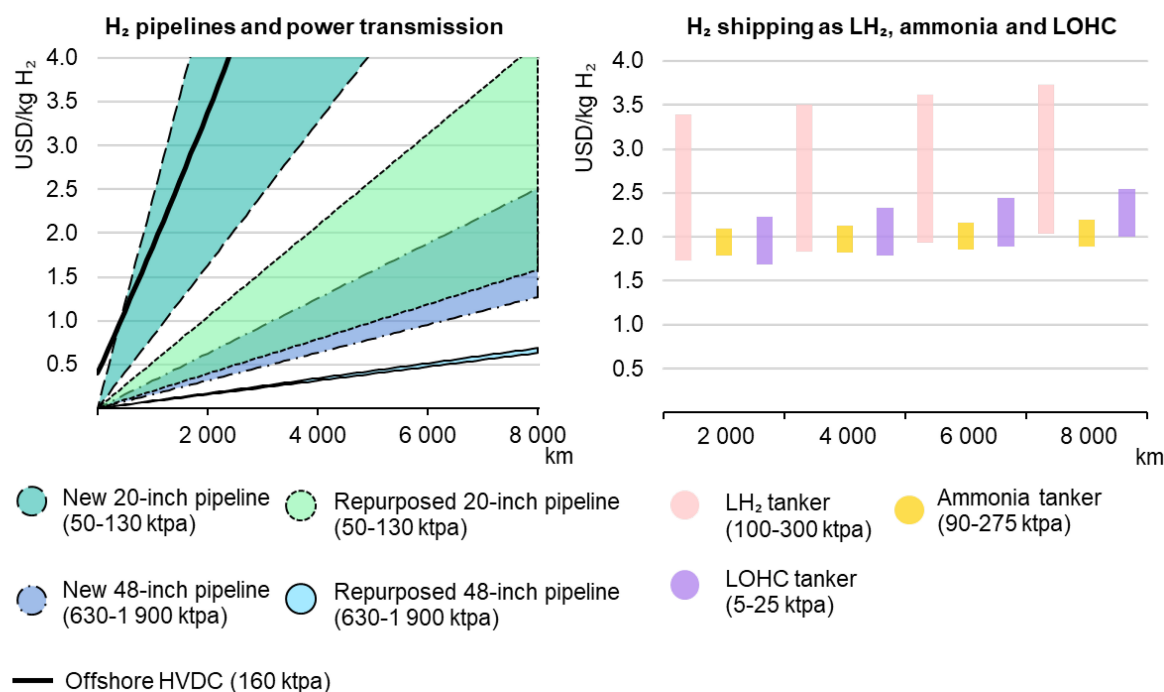 H₂ pipelines and power transmission
USD/kg H₂
4.0
3.5
3.0
2.5
2.0
1.5
1.0
0.5
2 000
4 000
6 000
8 000
km
New 20-inch pipeline
(50-130 ktpa)
Repurposed 20-inch pipeline
(50-130 ktpa)
New 48-inch pipeline
(630-1 900 ktpa)
Repurposed 48-inch pipeline
(630-1 900 ktpa)
Offshore HVDC (160 ktpa)
H₂ shipping as LH₂, ammonia and LOHC
USD/kg H₂
4.0
3.5
3.0
2.5
2.0
1.5
1.0
0.5
2 000
4 000
6 000
8 000
km
LH₂ tanker
(100-300 ktpa)
Ammonia tanker
(90-275 ktpa)
LOHC tanker
(5-25 ktpa)